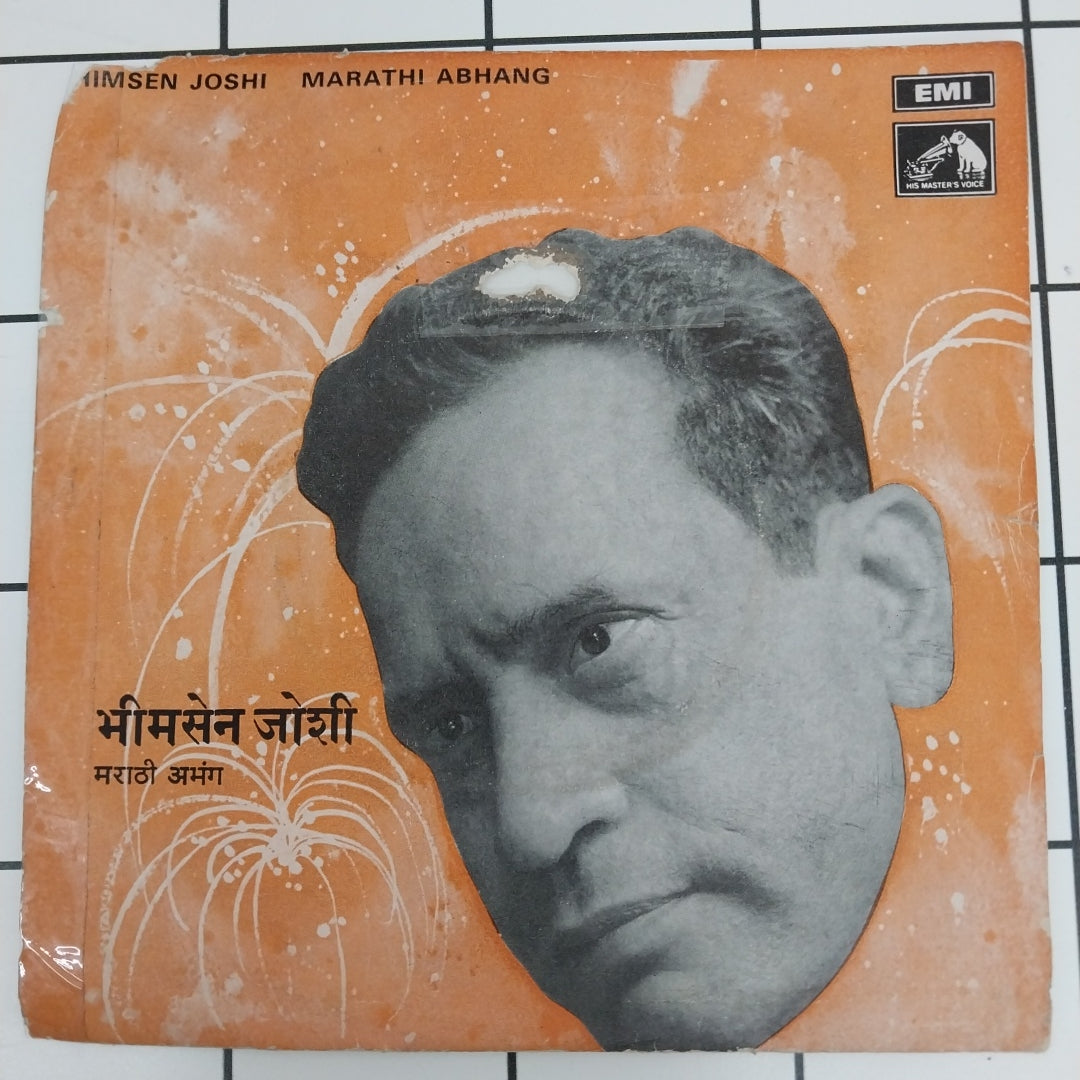 HIMSEN JOSHI MARATHI ABHANG
EMI
HIS MASTER'S VOICE
भीमसेन जोशी
मराठी अभंग